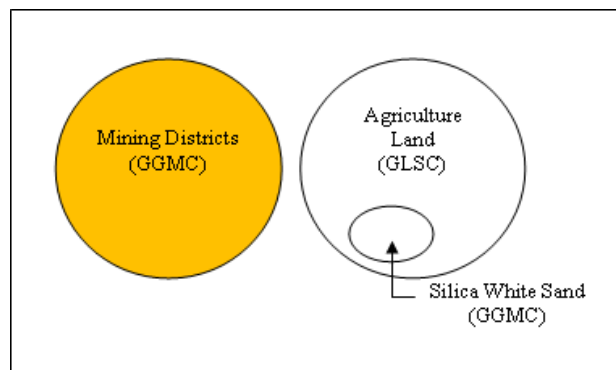 Mining Districts
(GGMC)
Agriculture
Land
(GLSC)
Silica White Sand
(GGMC)